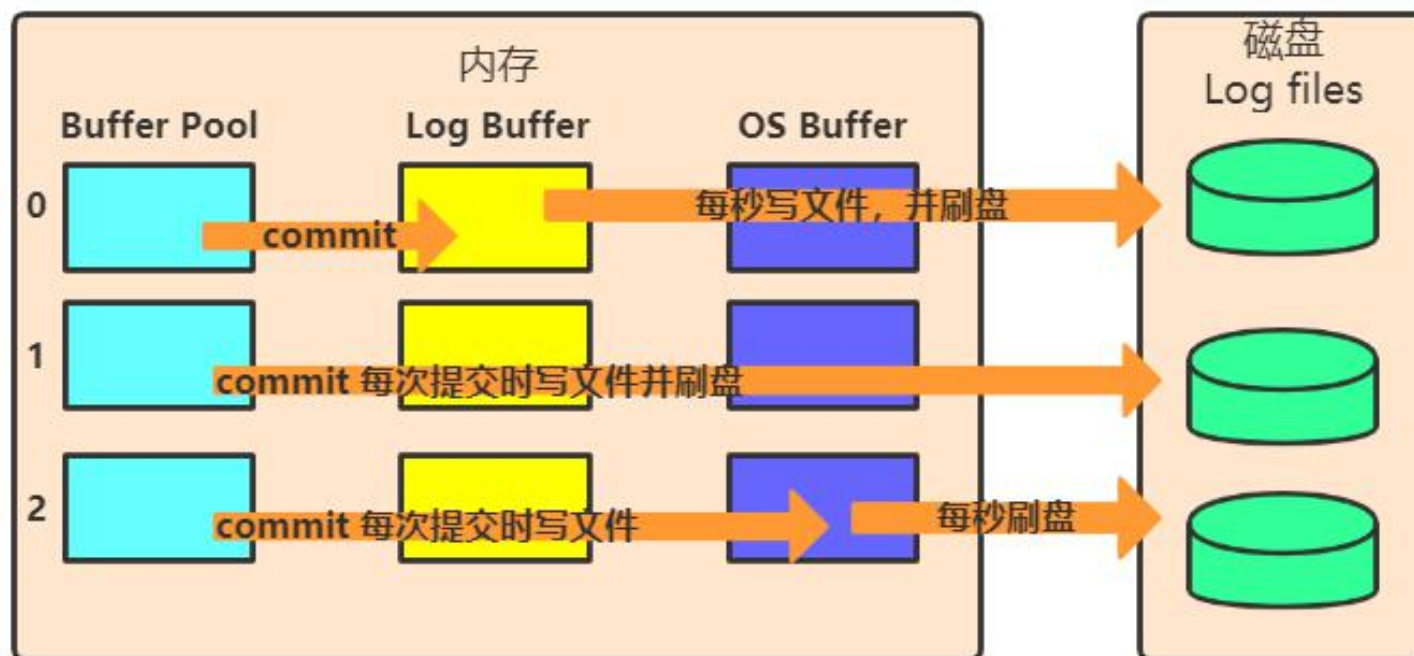 内存
磁盘
Log files
Buffer Pool
Log Buffer
OS Buffer
0
commit
每秒写文件，并刷盘
1
commit 每次提交时写文件并刷盘
2
commit 每次提交时写文件
每秒刷盘